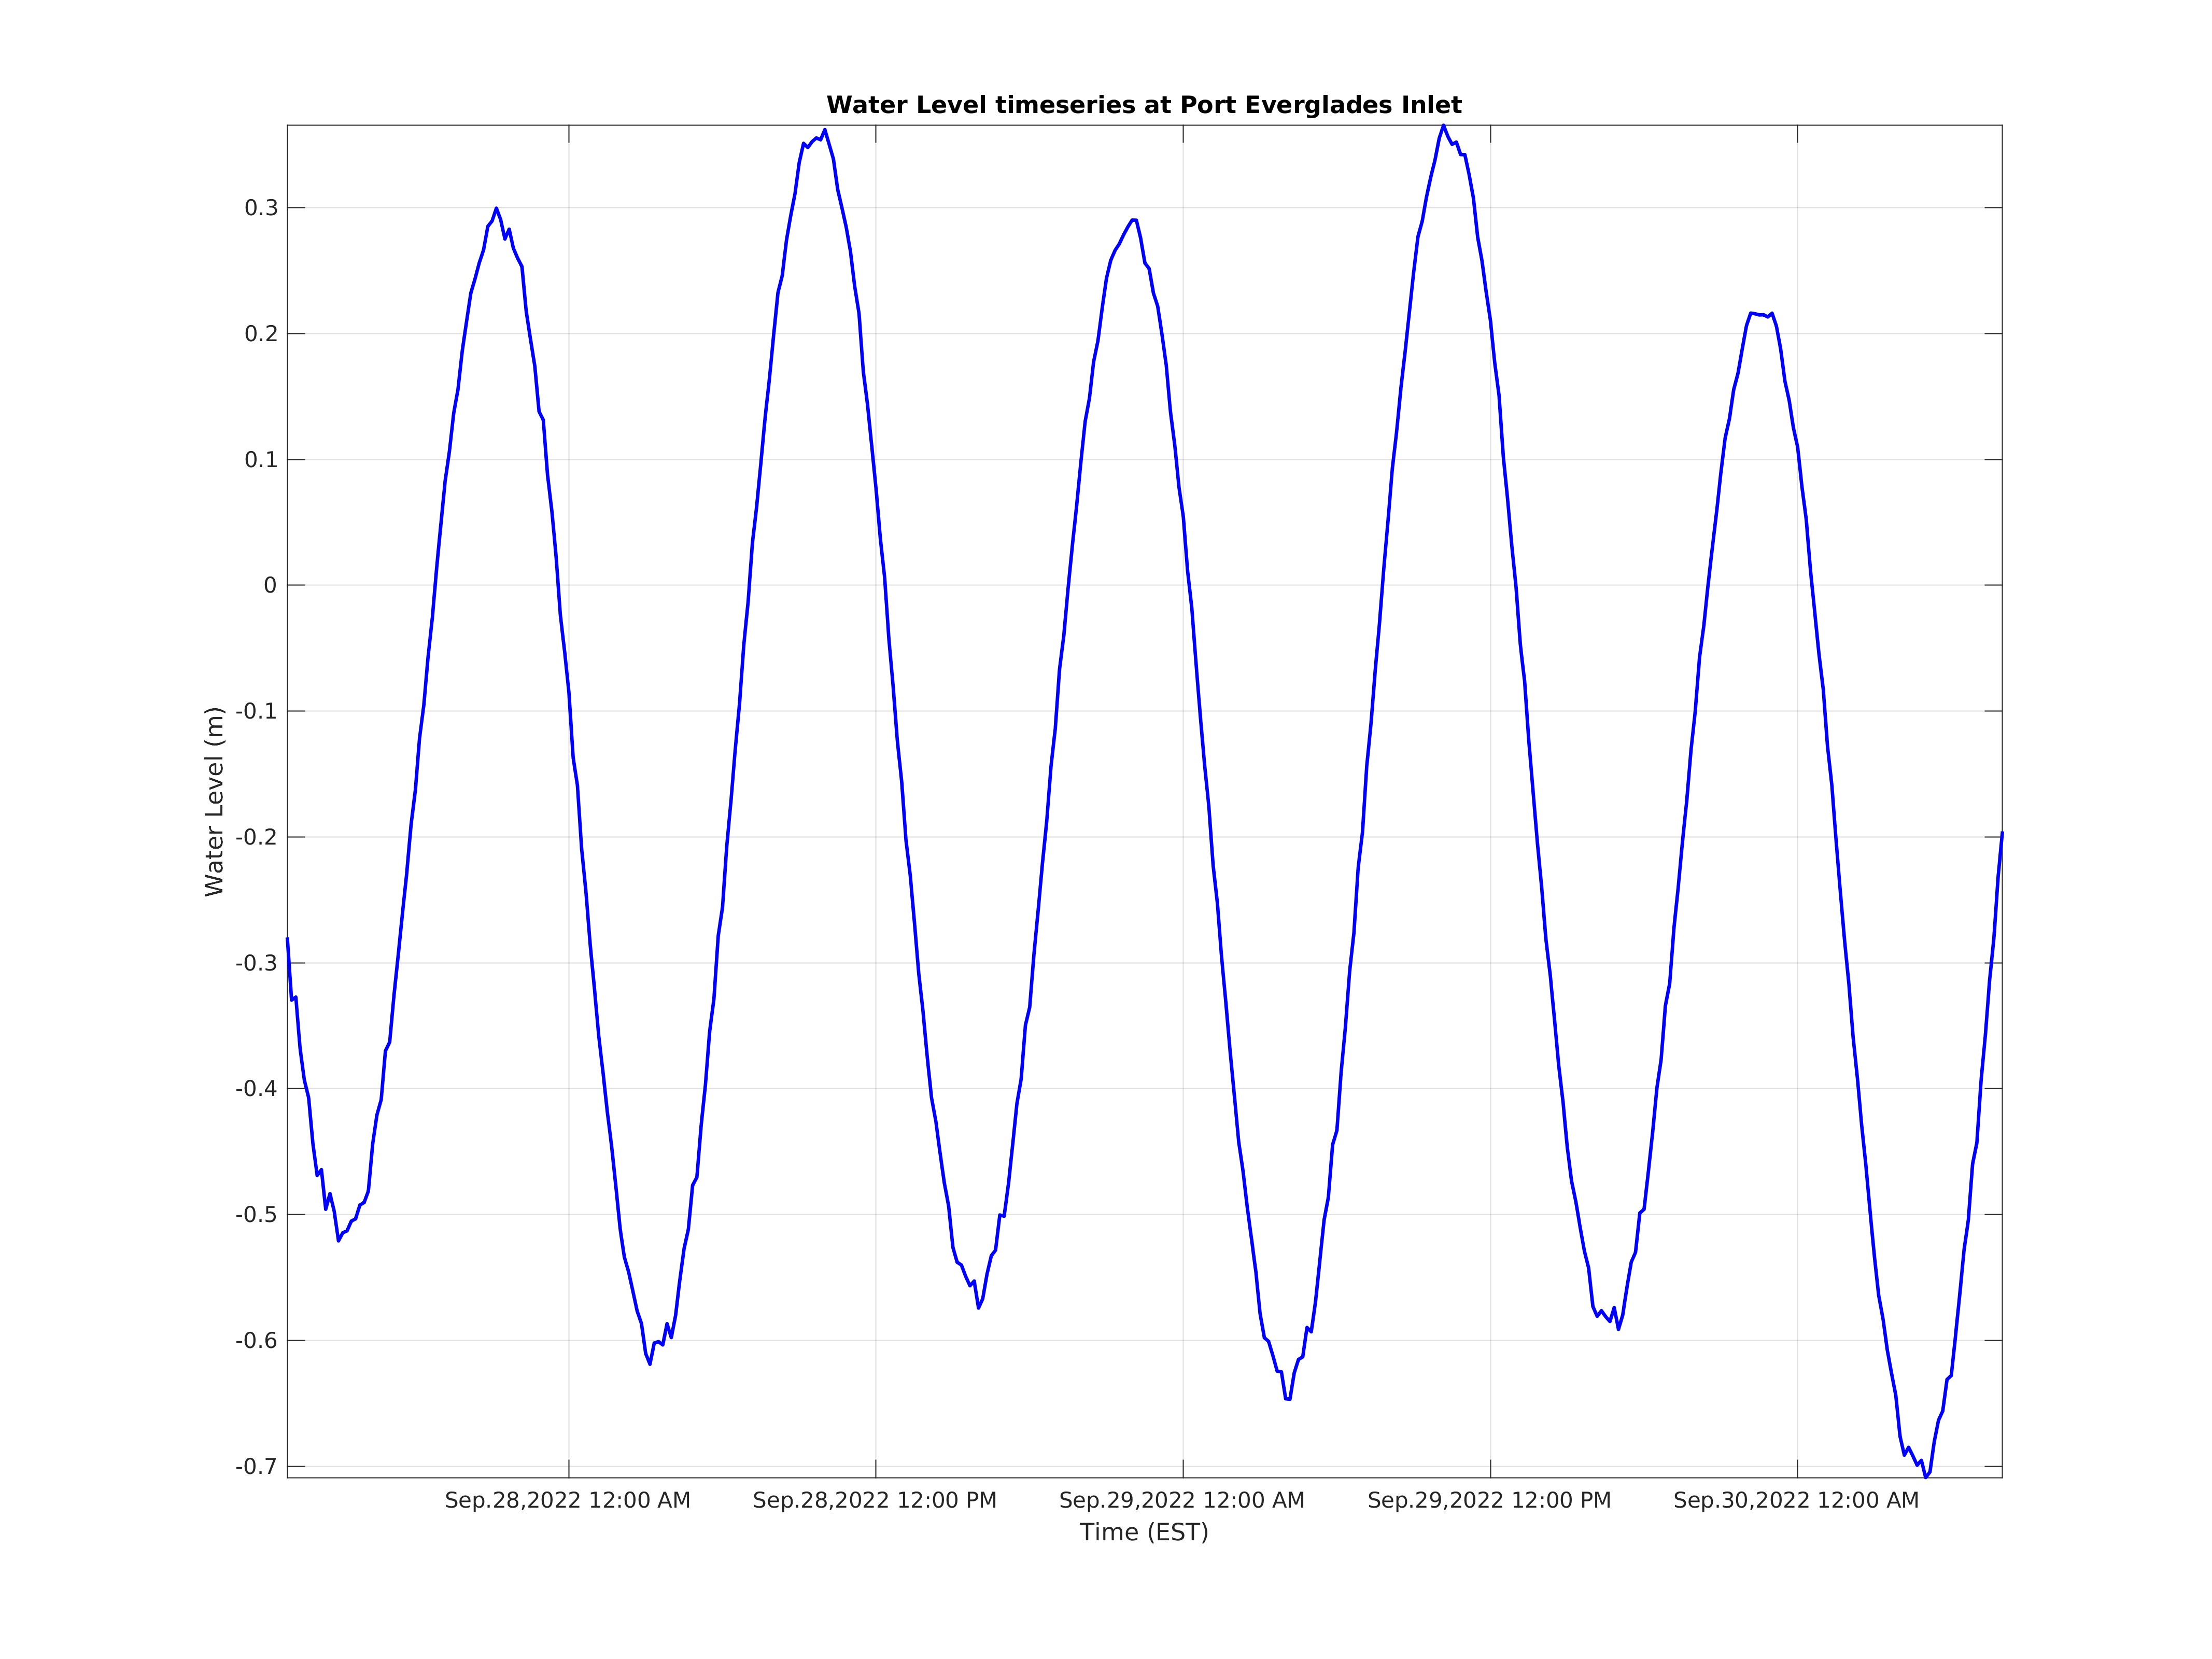 Water Level timeseries at Port Everglades Inlet
0.3
0.2
0.1
0
-0.1
-0.2
-0.3
-0.4
-0.5
-0.6
-0.7
Water Level (m)
Sep.28,2022 12:00 AM
Sep.28,2022 12:00 PM
Sep.29,2022 12:00 AM
Sep.29,2022 12:00 PM
Sep.30,2022 12:00 AM
Time (EST)